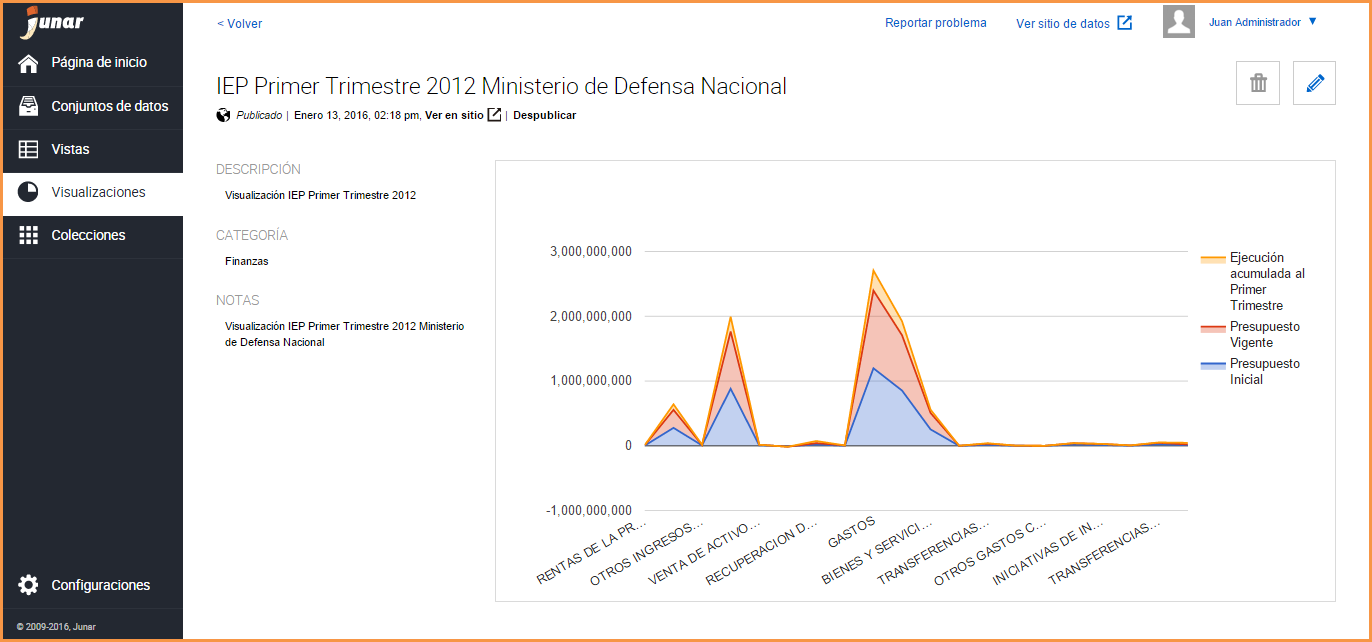 Junar
Página de inicio
Conjuntos de datos
Vistas
Visualizaciones
Colecciones
Configuraciones
© 2009-2016, Junar
< Volver
Reportar problema
Ver sitio de datos
Juan Administrador ▼
IEP Primer Trimestre 2012 Ministerio de Defensa Nacional
Publicado | Enero 13, 2016, 02:18 pm, Ver en sitio | Despublicar
DESCRIPCIÓN
Visualización IEP Primer Trimestre 2012
CATEGORÍA
Finanzas
NOTAS
Visualización IEP Primer Trimestre 2012 Ministerio
de Defensa Nacional
3,000,000,000
2,000,000,000
1,000,000,000
0
-1,000,000,000
RENTAS DE LA PR...
OTROS INGRESOS...
VENTA DE ACTIVO...
RECUPERACION D...
GASTOS
BIENES Y SERVICI...
TRANSFERENCIAS...
OTROS GASTOS C...
INICIATIVAS DE IN...
TRANSFERENCIAS...
Ejecución
acumulada al
Primer
Trimestre
Presupuesto
Vigente
Presupuesto
Inicial